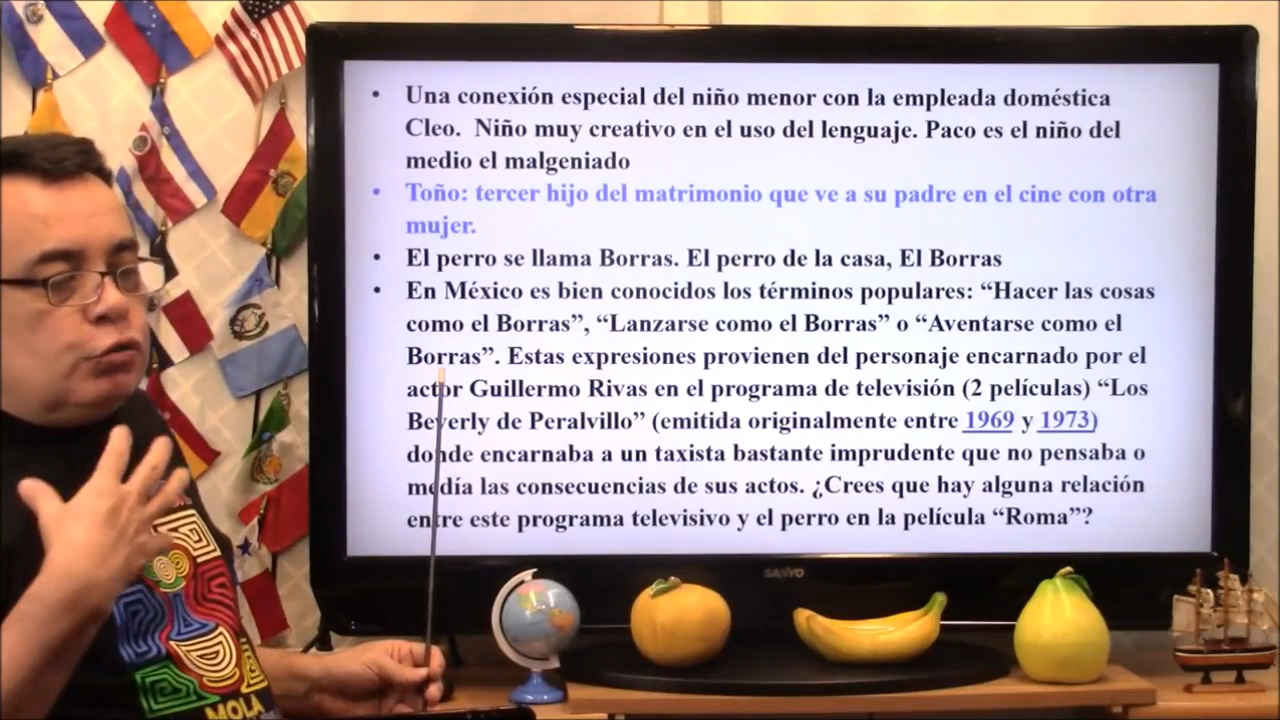 • Una conexión especial del niño menor con la empleada doméstica
Cleo. Niño muy creativo en el uso del lenguaje. Paco es el niño del
medio el malgeniado
• Toño: tercer hijo del matrimonio que ve a su padre en el cine con otra
mujer.
• El perro se llama Borras. El perro de la casa, El Borras
• En México es bien conocidos los términos populares: “Hacer las cosas
como el Borras”, “Lanzarse como el Borras” o “Aventarse como el
Borras”. Estas expresiones provienen del personaje encarnado por el
actor Guillermo Rivas en el programa de televisión (2 películas) “Los
Beverly de Peralvillo” (emitida originalmente entre 1969 y 1973)
donde encarnaba a un taxista bastante imprudente que no pensaba o
medía las consecuencias de sus actos. ¿Crees que hay alguna relación
entre este programa televisivo y el perro en la película “Roma”?
SANYO
MOLA